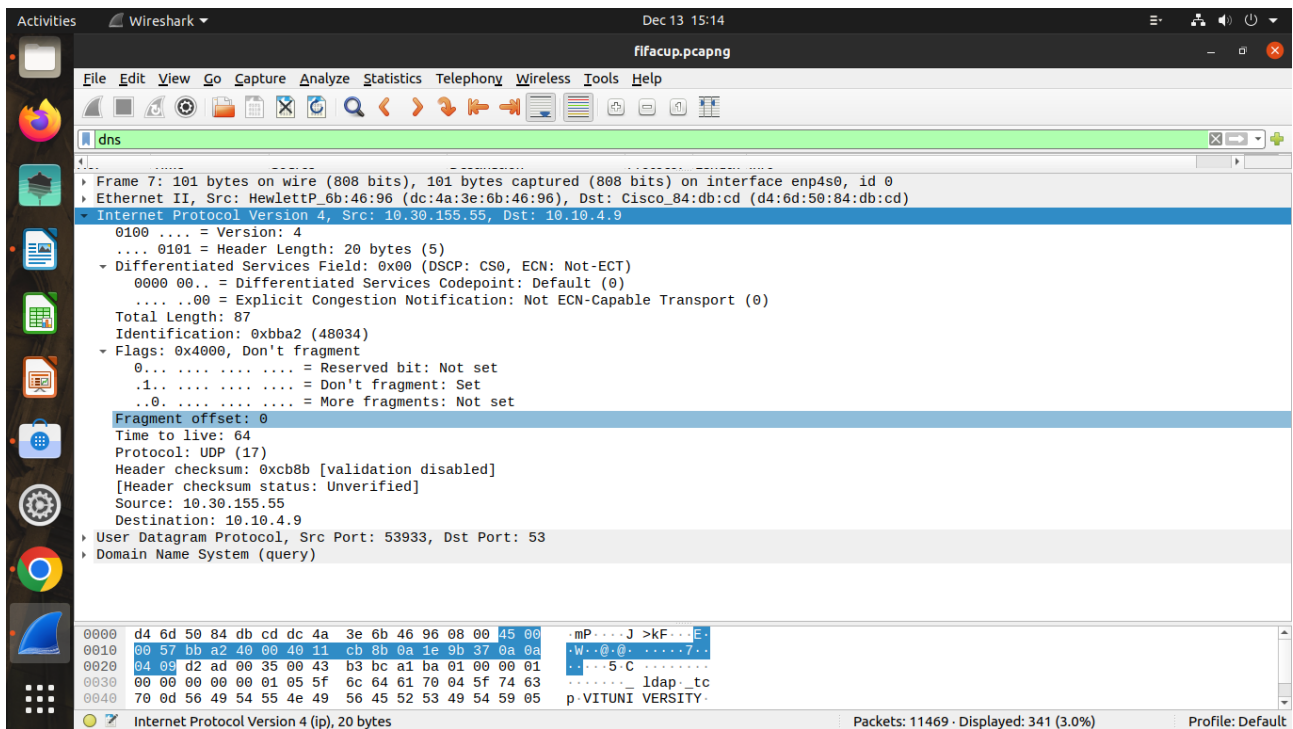 Activities Wireshark Dec 13 15:14
fifacup.pcapng
File Edit View Go Capture Analyze Statistics Telephony Wireless Tools Help
dns
Frame 7: 101 bytes on wire (808 bits), 101 bytes captured (808 bits) on interface enp4s0, id 0
Ethernet II, Src: HewlettP_6b:46:96 (dc:4a:3e:6b:46:96), Dst: Cisco_84:db:cd (d4:6d:50:84:db:cd)
Internet Protocol Version 4, Src: 10.30.155.55, Dst: 10.10.4.9
0100 .... = Version: 4
.... 0101 = Header Length: 20 bytes (5)
Differentiated Services Field: 0x00 (DSCP: CS0, ECN: Not-ECT)
0000 00.. = Differentiated Services Codepoint: Default (0)
.... ..00 = Explicit Congestion Notification: Not ECN-Capable Transport (0)
Total Length: 87
Identification: 0xbba2 (48034)
Flags: 0x4000, Don't fragment
0... .... .... .... = Reserved bit: Not set
.1.. .... .... .... = Don't fragment: Set
..0. .... .... .... = More fragments: Not set
Fragment offset: 0
Time to live: 64
Protocol: UDP (17)
Header checksum: 0xcb8b [validation disabled]
[Header checksum status: Unverified]
Source: 10.30.155.55
Destination: 10.10.4.9
User Datagram Protocol, Src Port: 53933, Dst Port: 53
Domain Name System (query)
0000 d4 6d 50 84 db cd dc 4a 3e 6b 46 96 08 00 45 00 ·mP····J >kF···E·
0010 00 57 bb a2 40 00 40 11 cb 8b 0a 1e 9b 37 0a 0a ·W··@·@· ·····7··
0020 04 09 d2 ad 00 35 00 43 b3 bc a1 ba 01 00 00 01 ·····5·C ········
0030 00 00 00 00 00 01 05 5f 6c 64 61 70 04 5f 74 63 ·······_ ldap·_tc
0040 70 0d 56 49 54 55 4e 49 56 45 52 53 49 54 59 05 p·VITUNI VERSITY·
Internet Protocol Version 4 (ip), 20 bytes Packets: 11469 · Displayed: 341 (3.0%) Profile: Default